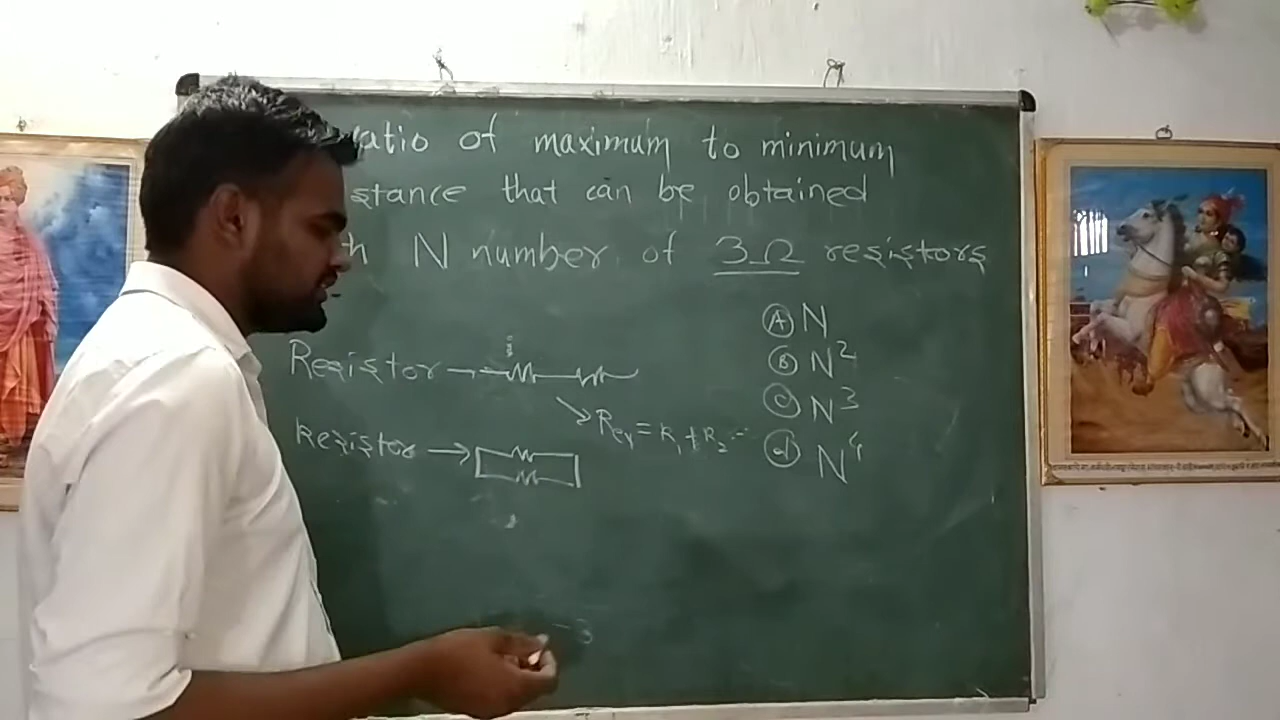 atio of maximum to minimum
stance that can be obtained
h N number of 3Ω resistors
(A) N
(B) N²
Resistor →
(C) N³
Req = R₁ + R₂ --
Resistor →
(d) N⁴
- 3